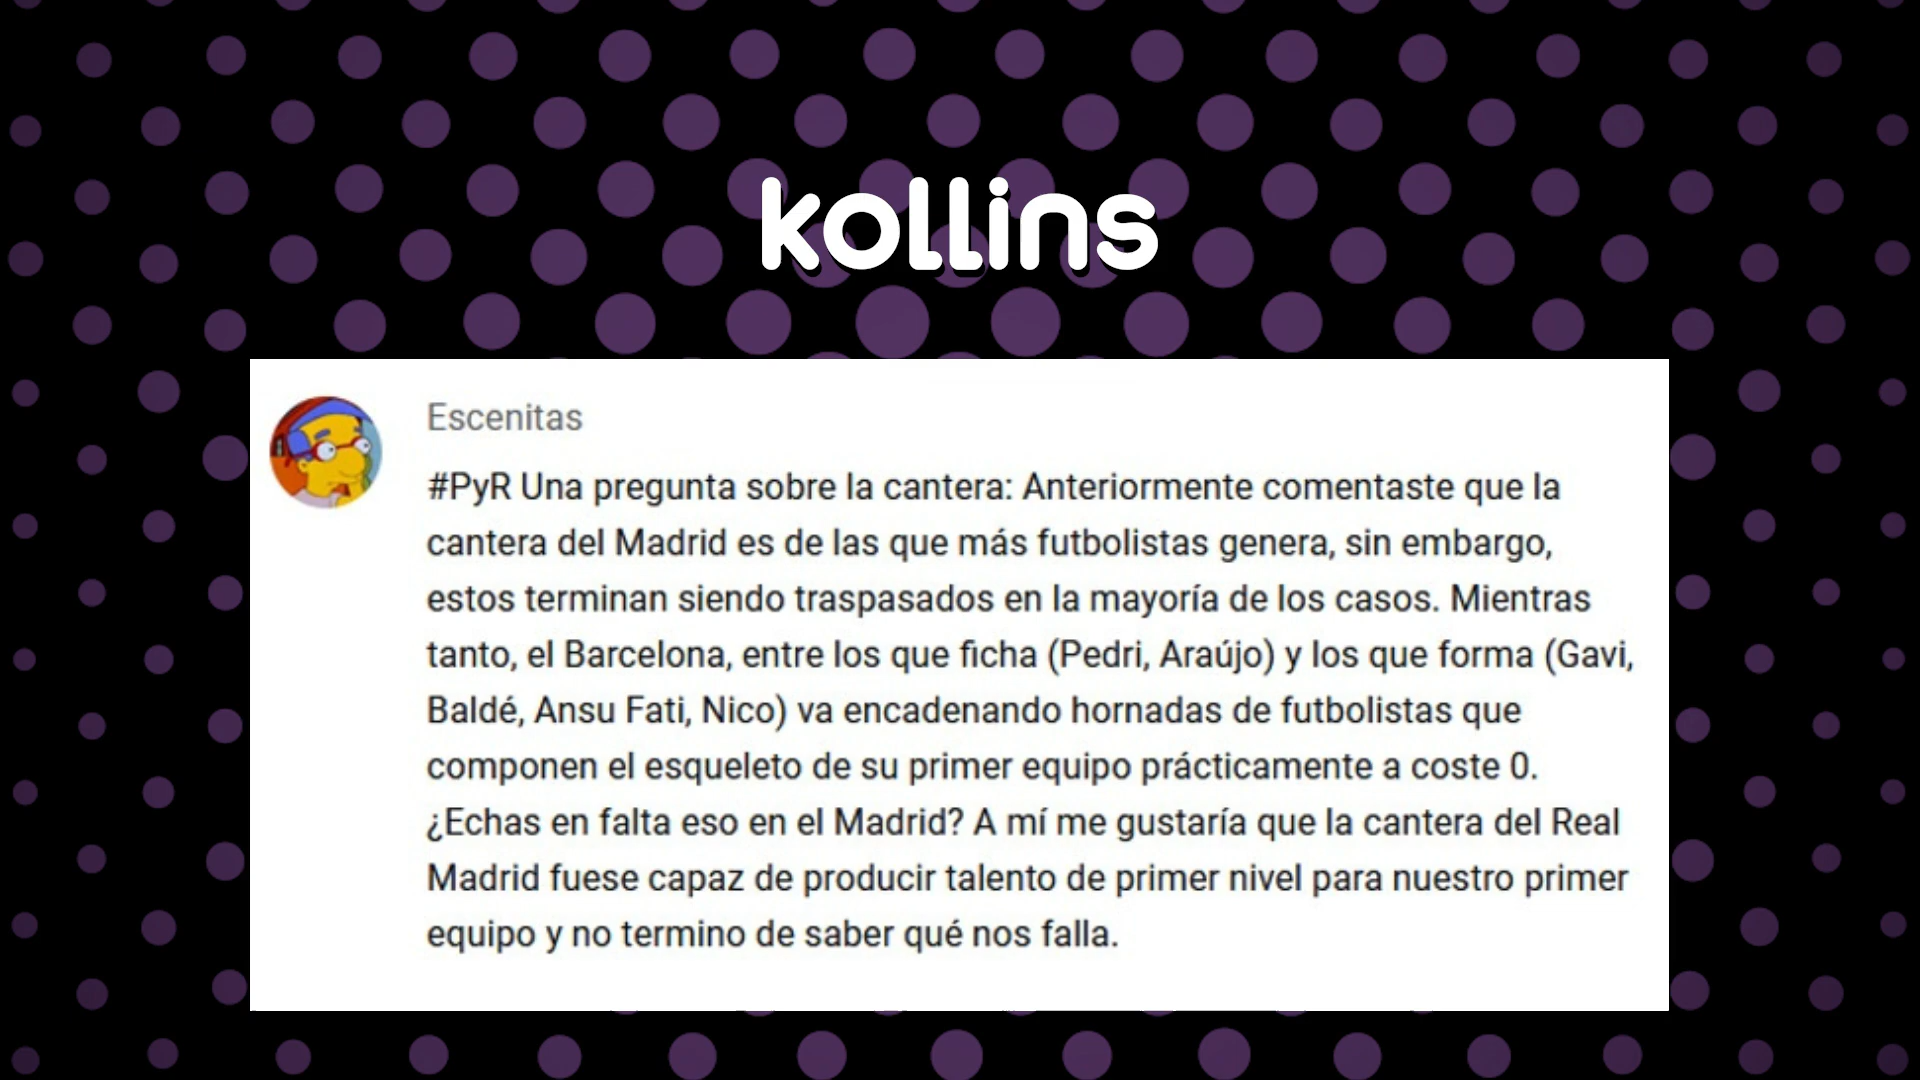 kollins
Escenitas
#PyR Una pregunta sobre la cantera: Anteriormente comentaste que la
cantera del Madrid es de las que más futbolistas genera, sin embargo,
estos terminan siendo traspasados en la mayoría de los casos. Mientras
tanto, el Barcelona, entre los que ficha (Pedri, Araújo) y los que forma (Gavi,
Baldé, Ansu Fati, Nico) va encadenando hornadas de futbolistas que
componen el esqueleto de su primer equipo prácticamente a coste 0.
¿Echas en falta eso en el Madrid? A mí me gustaría que la cantera del Real
Madrid fuese capaz de producir talento de primer nivel para nuestro primer
equipo y no termino de saber qué nos falla.